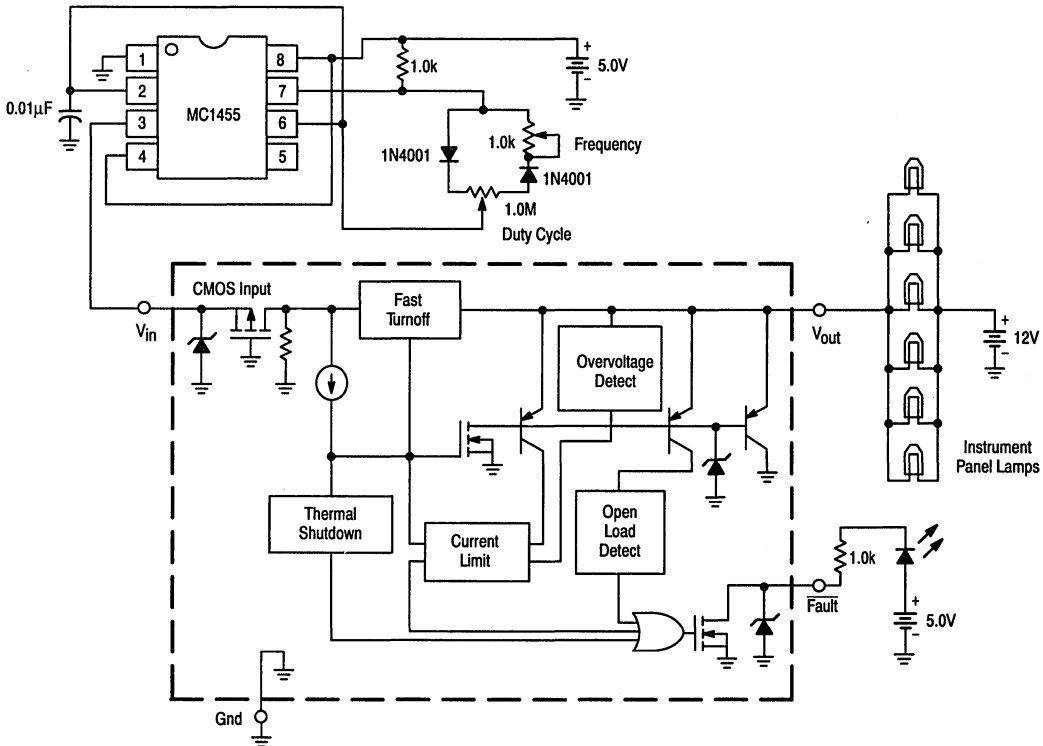 1
2
3
4
8
7
6
5
MC1455
0.01µF
1.0k
+
5.0V
−
1N4001
1.0k
Frequency
1N4001
1.0M
Duty Cycle
CMOS Input
Vin
Fast
Turnoff
Overvoltage
Detect
Vout
+
12V
−
Instrument
Panel Lamps
Thermal
Shutdown
Current
Limit
Open
Load
Detect
1.0k
F̅a̅u̅l̅t̅
+
5.0V
−
Gnd